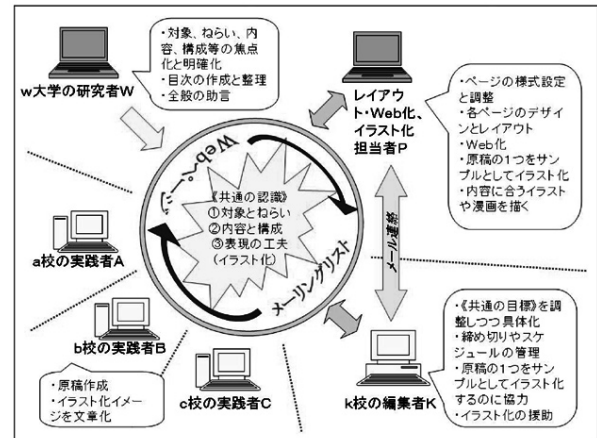 ・対象、ねらい、内
容、構成等の焦点
化と明確化
・目次の作成と整理
・全般の助言
w大学の研究者W
レイアウ
ト・Web化、
イラスト化
担当者P
・ページの様式設定
と調整
・各ページのデザイ
ンとレイアウト
・Web化
・原稿の1つをサン
プルとしてイラスト化
・内容に合うイラスト
や漫画を描く
Webページ
《共通の認識》
①対象とねらい
②内容と構成
③表現の工夫
(イラスト化)
メーリングリスト
メール連絡
a校の実践者A
b校の実践者B
・原稿作成
・イラスト化イメー
ジを文章化
c校の実践者C
k校の編集者K
・《共通の目標》を調
整しつつ具体化
・締め切りやスケ
ジュールの管理
・原稿の1つをサ
ンプルとしてイラスト化
するのに協力
・イラスト化の援助